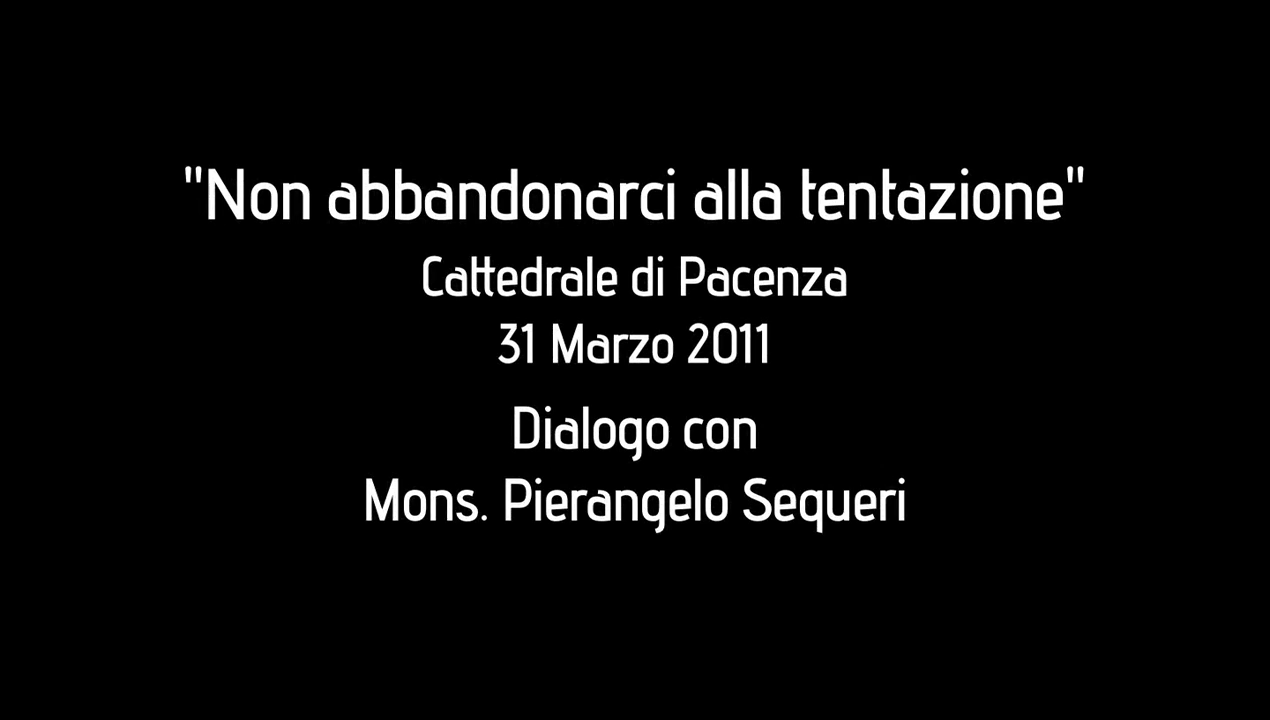 "Non abbandonarci alla tentazione"
Cattedrale di Pacenza
31 Marzo 2011
Dialogo con
Mons. Pierangelo Sequeri